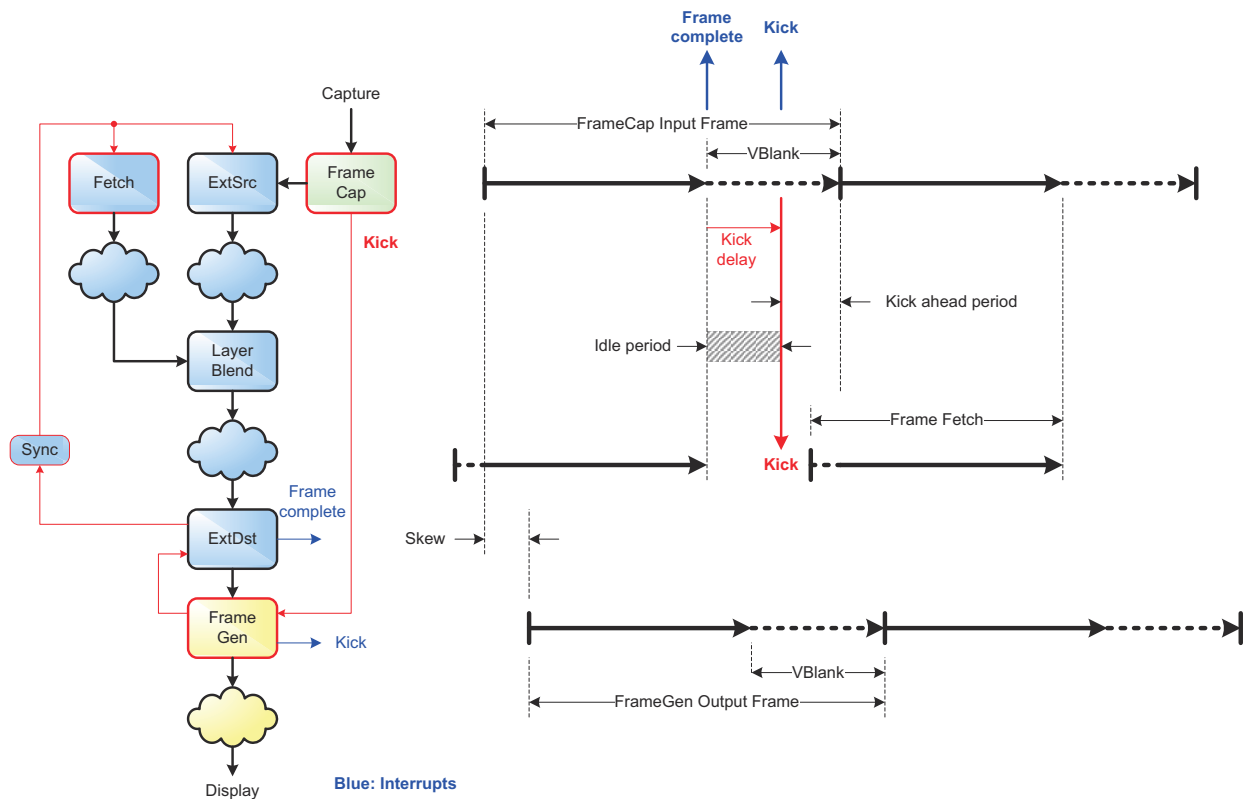 Frame
complete
Kick
Capture
FrameCap Input Frame
VBlank
Fetch
ExtSrc
Frame
Cap
Kick
Kick
delay
Kick ahead period
Idle period
Layer
Blend
Frame Fetch
Sync
Kick
Frame
complete
ExtDst
Skew
Frame
Gen
Kick
VBlank
FrameGen Output Frame
Display
Blue: Interrupts